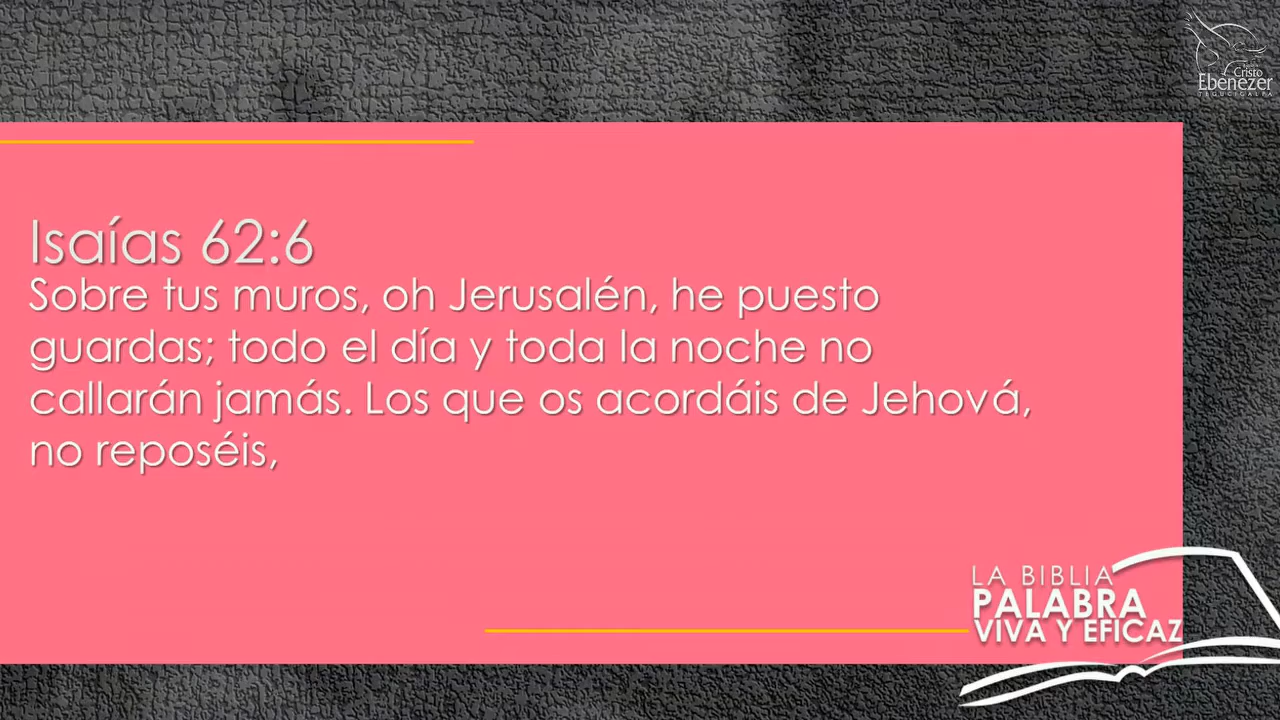 Cristo
Ebenezer
TEGUCIGALPA
Isaías 62:6
Sobre tus muros, oh Jerusalén, he puesto
guardas; todo el día y toda la noche no
callarán jamás. Los que os acordáis de Jehová,
no reposéis,
LA BIBLIA
PALABRA
VIVA Y EFICAZ